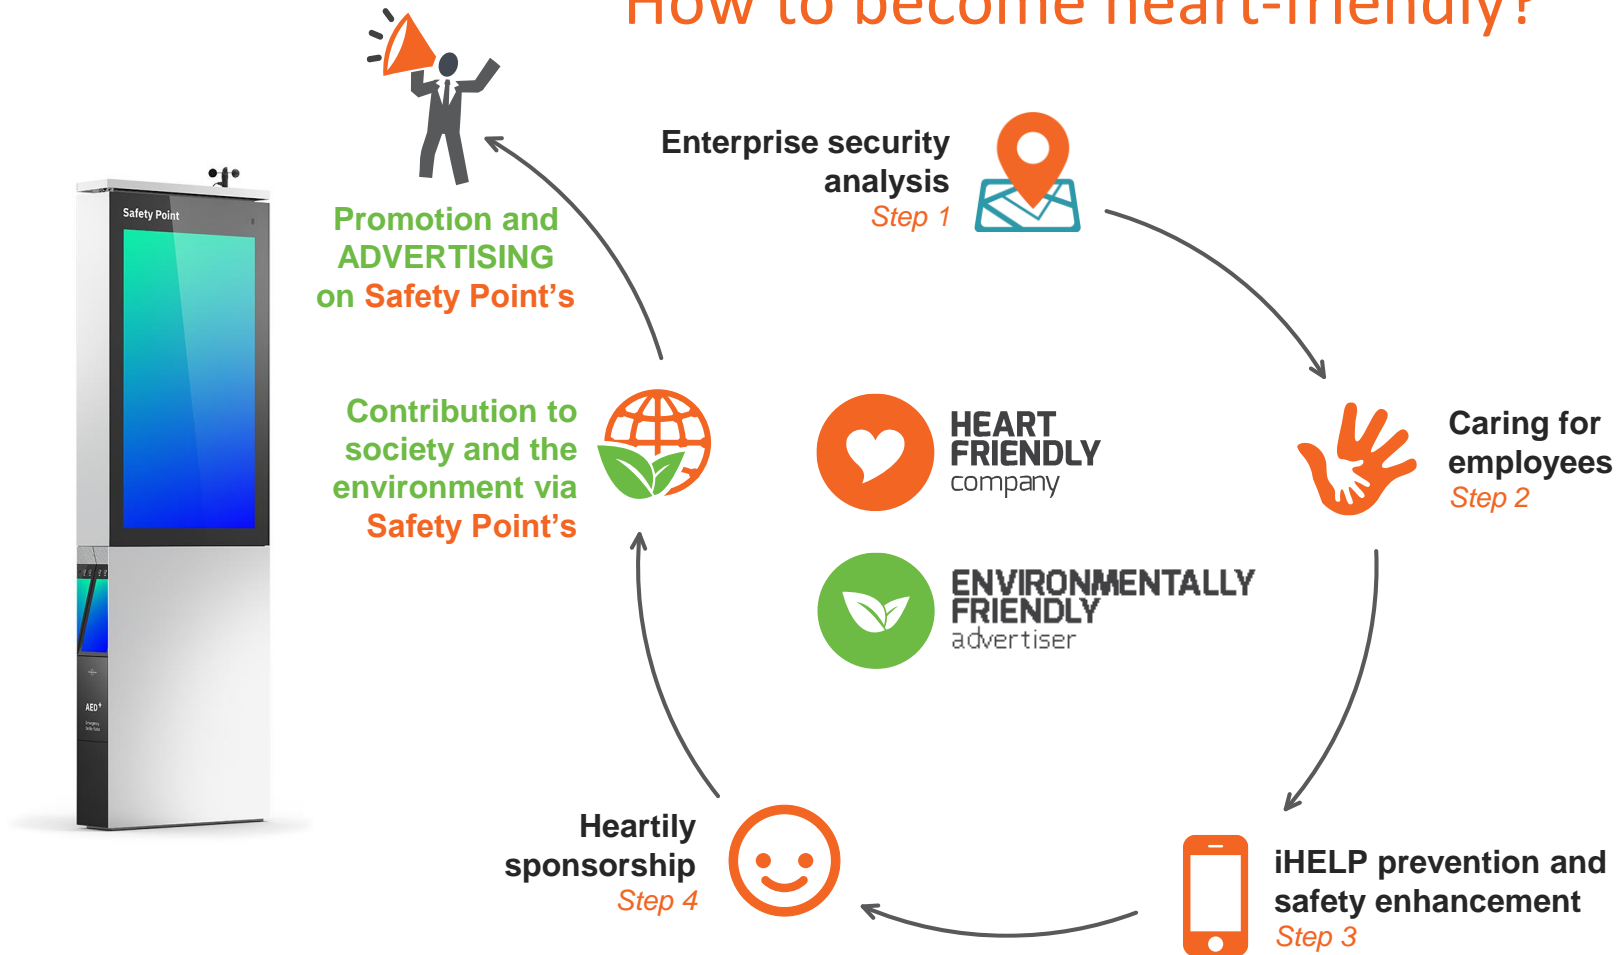 How to become heart-friendly?
Enterprise security
analysis
Step 1
Safety Point
Promotion and
ADVERTISING
on Safety Point's
Contribution to
society and the
environment via
Safety Point's
HEART
FRIENDLY
company
Caring for
employees
Step 2
ENVIRONMENTALLY
FRIENDLY
advertiser
AED+
Heartily
sponsorship
Step 4
iHELP prevention and
safety enhancement
Step 3